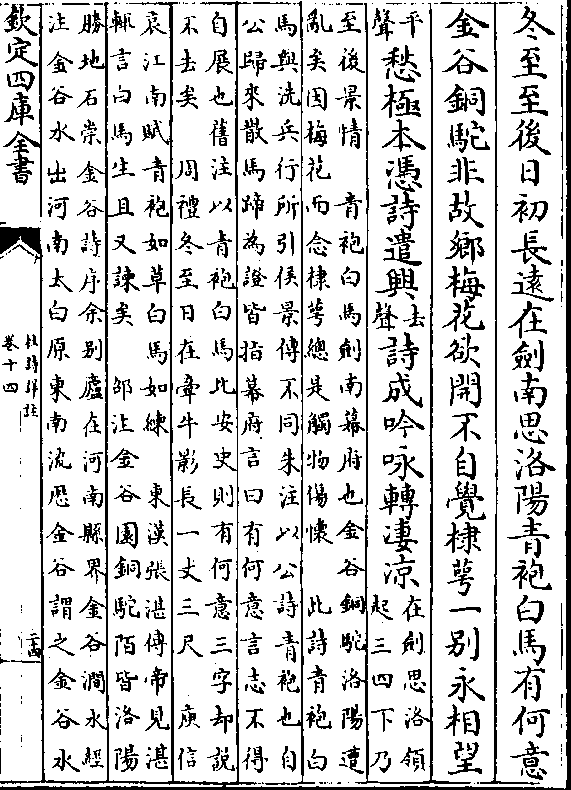 冬至至後日初長遠在劍南思洛陽青袍白馬有何意
金谷銅駝非故鄉梅花欲開不自覺棣萼一別永相望
平聲愁極本憑詩遣興去聲詩成吟咏轉凄凉在劍思洛領起三四下乃
至後景情　青袍白馬劍南幕府也金谷銅駝洛陽遭
亂矣因梅花而念棣萼總是觸物傷懷　此詩青袍白
馬與洗兵行所引侯景傳不同朱注以公詩青袍也自
公歸來散馬蹄為證皆指幕府言曰有何意言志不得
自展也舊注以青袍白馬比安史則有何意三字却說
不去矣　周禮冬至日在牽牛影長一丈三尺　庾信
哀江南賦青袍如草白馬如練　東漢張湛傳帝見湛
輒言白馬生且又諫矣　邵注金谷園銅駝陌皆洛陽
勝地石崇金谷詩序余别廬在河南縣界金谷澗水經
注金谷水出河南太白原東南流歷金谷謂之金谷水
欽定四庫全書
杜詩詳註
卷十四
二十四